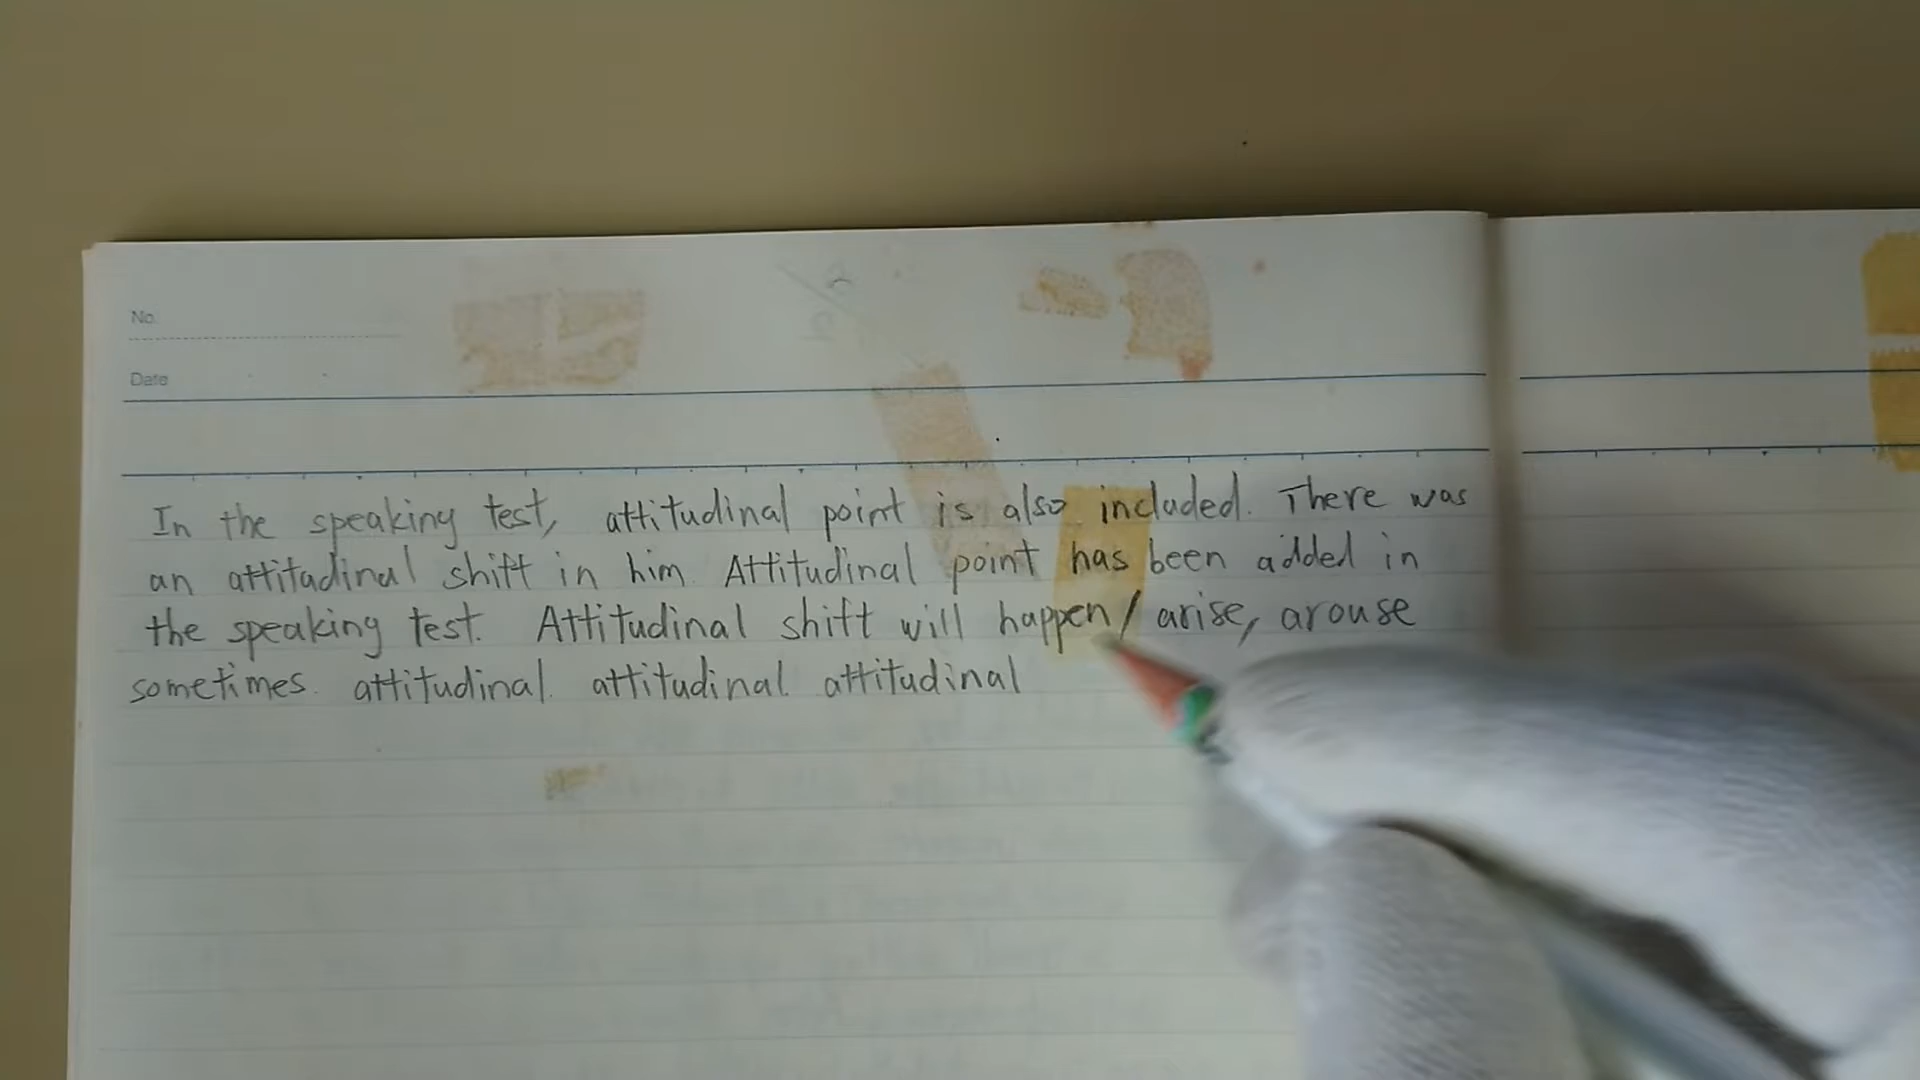 No.
Date
In the speaking test, attitudinal point is also included. There was
an attitadinal shift in him. Attitudinal point has been added in
the speaking test. Attitudinal shift will happen/ arise, arouse
sometimes. attitudinal. attitudinal attitudinal